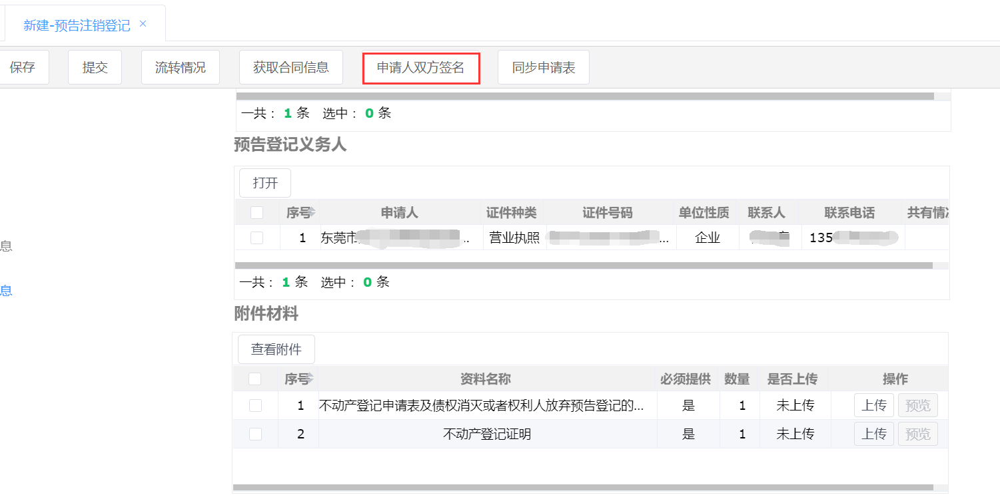 新建-预告注销登记 ×
保存 提交 流转情况 获取合同信息 申请人双方签名 同步申请表
一共： 1 条 选中： 0 条
预告登记义务人
打开
序号 申请人 证件种类 证件号码 单位性质 联系人 联系电话 共有情
1 东莞市 ... 营业执照 ... 企业 135
息
一共： 1 条 选中： 0 条
息
附件材料
查看附件
序号 资料名称 必须提供 数量 是否上传 操作
1 不动产登记申请表及债权消灭或者权利人放弃预告登记的... 是 1 未上传 上传 预览
2 不动产登记证明 是 1 未上传 上传 预览